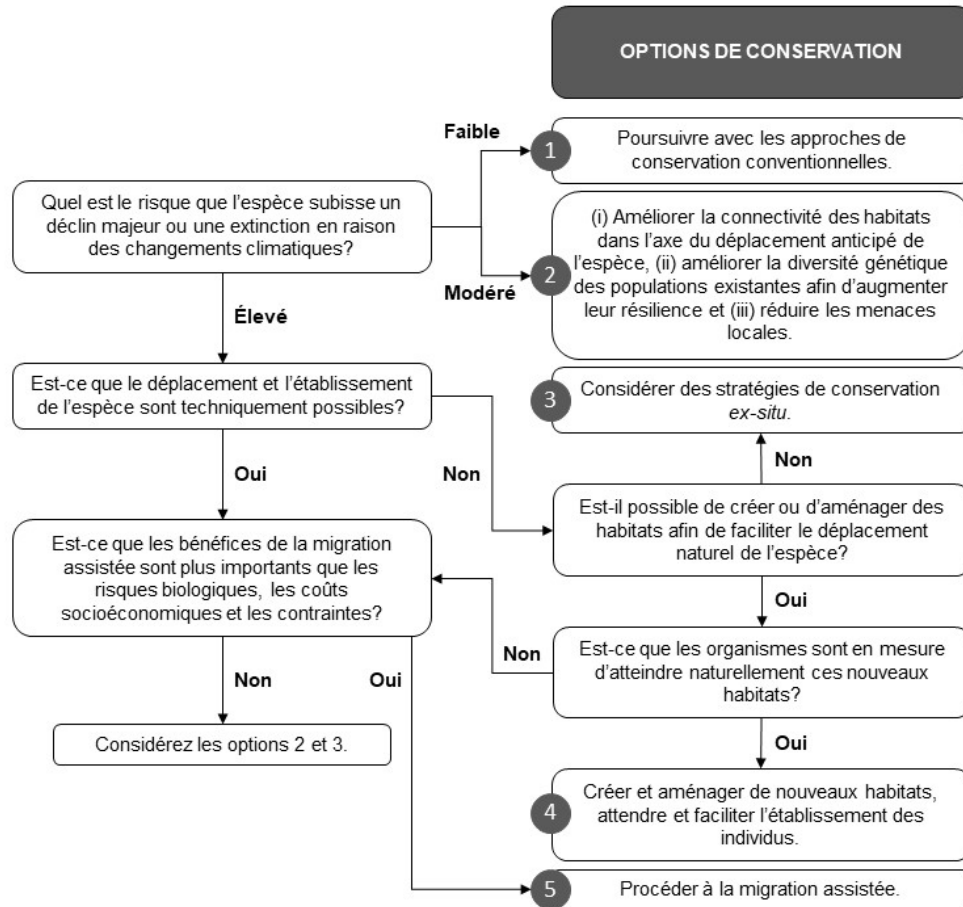 OPTIONS DE CONSERVATION
Faible
1
Poursuivre avec les approches de
conservation conventionnelles.
Quel est le risque que l’espèce subisse un
déclin majeur ou une extinction en raison
des changements climatiques?
Modéré
2
(i) Améliorer la connectivité des habitats
dans l’axe du déplacement anticipé de
l’espèce, (ii) améliorer la diversité génétique
des populations existantes afin d’augmenter
leur résilience et (iii) réduire les menaces
locales.
Élevé
Est-ce que le déplacement et l’établissement
de l’espèce sont techniquement possibles?
3
Considérer des stratégies de conservation
ex-situ.
Oui
Non
Non
Est-il possible de créer ou d’aménager des
habitats afin de faciliter le déplacement
naturel de l’espèce?
Est-ce que les bénéfices de la migration
assistée sont plus importants que les
risques biologiques, les coûts
socioéconomiques et les contraintes?
Oui
Non
Est-ce que les organismes sont en mesure
d’atteindre naturellement ces nouveaux
habitats?
Non
Oui
Considérez les options 2 et 3.
Oui
4
Créer et aménager de nouveaux habitats,
attendre et faciliter l’établissement des
individus.
5
Procéder à la migration assistée.